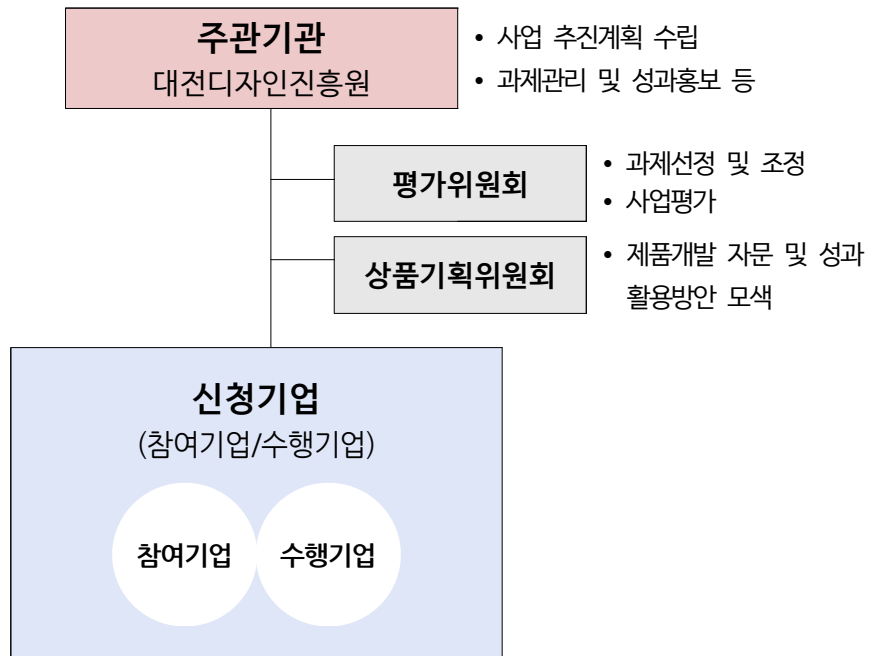 주관기관
대전디자인진흥원
• 사업 추진계획 수립
• 과제관리 및 성과홍보 등
평가위원회
• 과제선정 및 조정
• 사업평가
상품기획위원회
• 제품개발 자문 및 성과
활용방안 모색
신청기업
(참여기업/수행기업)
참여기업
수행기업